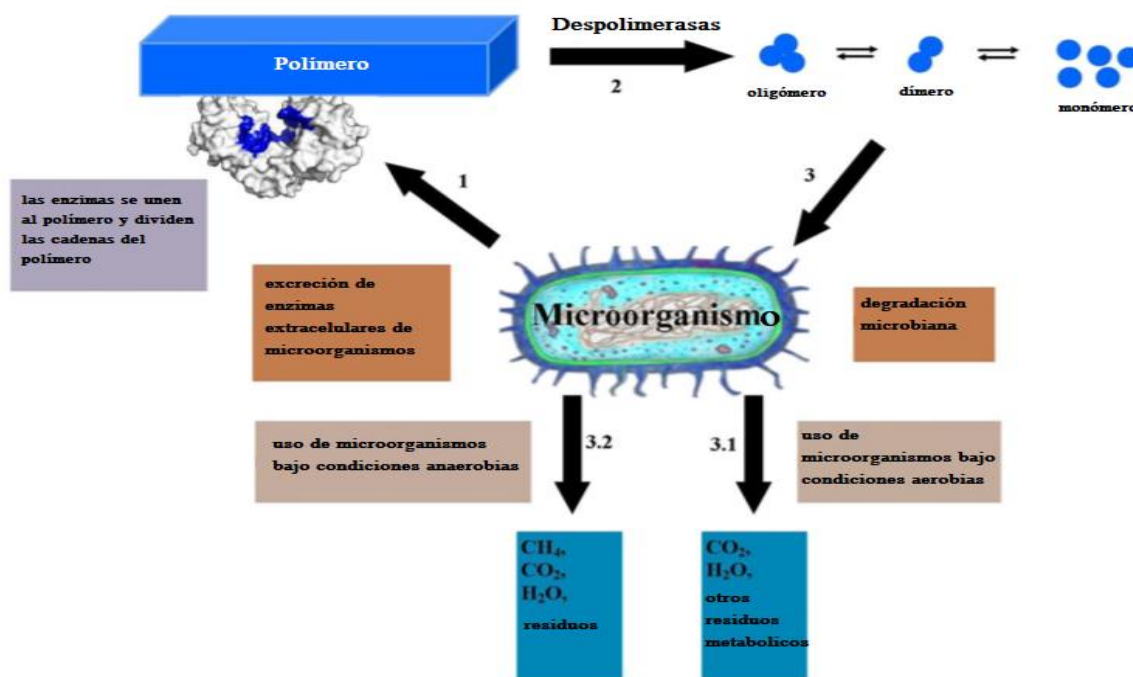 Despolimerasas
Polímero
2
oligómero
dímero
monómero
1
3
las enzimas se unen
al polímero y dividen
las cadenas del
polímero
excreción de
enzimas
extracelulares de
microorganismos
Microorganismo
degradación
microbiana
uso de microorganismos
bajo condiciones anaerobias
3.2
3.1
uso de
microorganismos bajo
condiciones aerobias
CH₄,
CO₂,
H₂O,
residuos
CO₂,
H₂O,
otros
residuos
metabolicos